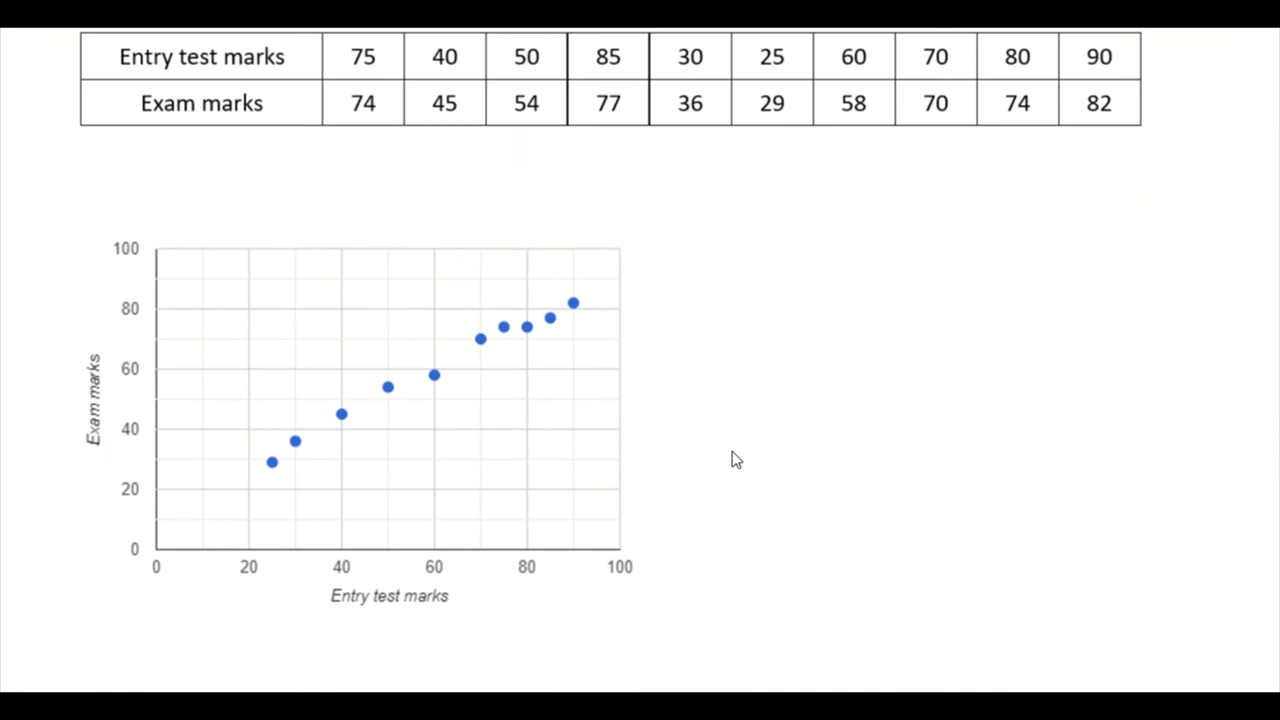 Entry test marks 75 40 50 85 30 25 60 70 80 90
Exam marks 74 45 54 77 36 29 58 70 74 82
100
80
60
40
20
0
Exam marks
0 20 40 60 80 100
Entry test marks